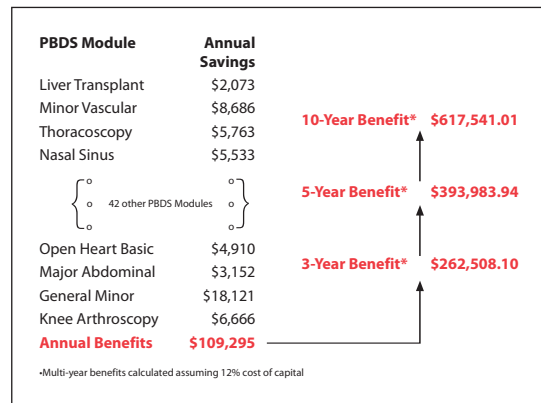 PBDS Module Annual Savings
Liver Transplant $2,073
Minor Vascular $8,686
Thoracoscopy $5,763
Nasal Sinus $5,533
o o
o 42 other PBDS Modules o
o o
Open Heart Basic $4,910
Major Abdominal $3,152
General Minor $18,121
Knee Arthroscopy $6,666
Annual Benefits $109,295
10-Year Benefit* $617,541.01
5-Year Benefit* $393,983.94
3-Year Benefit* $262,508.10
•Multi-year benefits calculated assuming 12% cost of capital